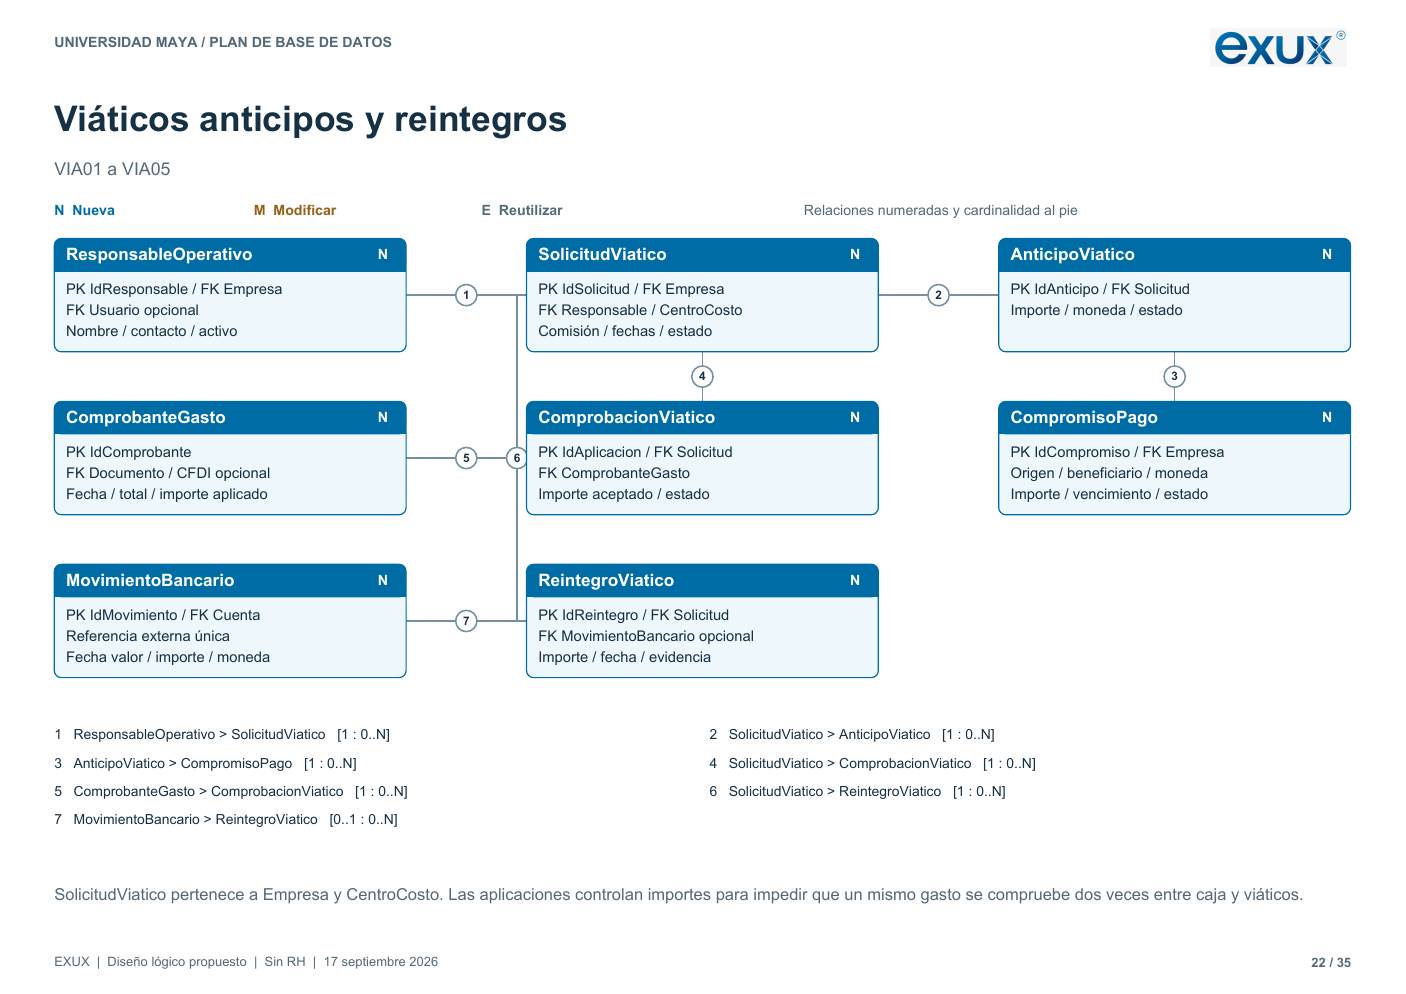 UNIVERSIDAD MAYA / PLAN DE BASE DE DATOS
exux®
Viáticos anticipos y reintegros
VIA01 a VIA05
N Nueva
M Modificar
E Reutilizar
Relaciones numeradas y cardinalidad al pie
ResponsableOperativo N
PK IdResponsable / FK Empresa
FK Usuario opcional
Nombre / contacto / activo
1
SolicitudViatico N
PK IdSolicitud / FK Empresa
FK Responsable / CentroCosto
Comisión / fechas / estado
2
AnticipoViatico N
PK IdAnticipo / FK Solicitud
Importe / moneda / estado
4
3
ComprobanteGasto N
PK IdComprobante
FK Documento / CFDI opcional
Fecha / total / importe aplicado
5
6
ComprobacionViatico N
PK IdAplicacion / FK Solicitud
FK ComprobanteGasto
Importe aceptado / estado
CompromisoPago N
PK IdCompromiso / FK Empresa
Origen / beneficiario / moneda
Importe / vencimiento / estado
MovimientoBancario N
PK IdMovimiento / FK Cuenta
Referencia externa única
Fecha valor / importe / moneda
7
ReintegroViatico N
PK IdReintegro / FK Solicitud
FK MovimientoBancario opcional
Importe / fecha / evidencia
1 ResponsableOperativo > SolicitudViatico [1 : 0..N]
2 SolicitudViatico > AnticipoViatico [1 : 0..N]
3 AnticipoViatico > CompromisoPago [1 : 0..N]
4 SolicitudViatico > ComprobacionViatico [1 : 0..N]
5 ComprobanteGasto > ComprobacionViatico [1 : 0..N]
6 SolicitudViatico > ReintegroViatico [1 : 0..N]
7 MovimientoBancario > ReintegroViatico [0..1 : 0..N]
SolicitudViatico pertenece a Empresa y CentroCosto. Las aplicaciones controlan importes para impedir que un mismo gasto se compruebe dos veces entre caja y viáticos.
EXUX | Diseño lógico propuesto | Sin RH | 17 septiembre 2026
22 / 35